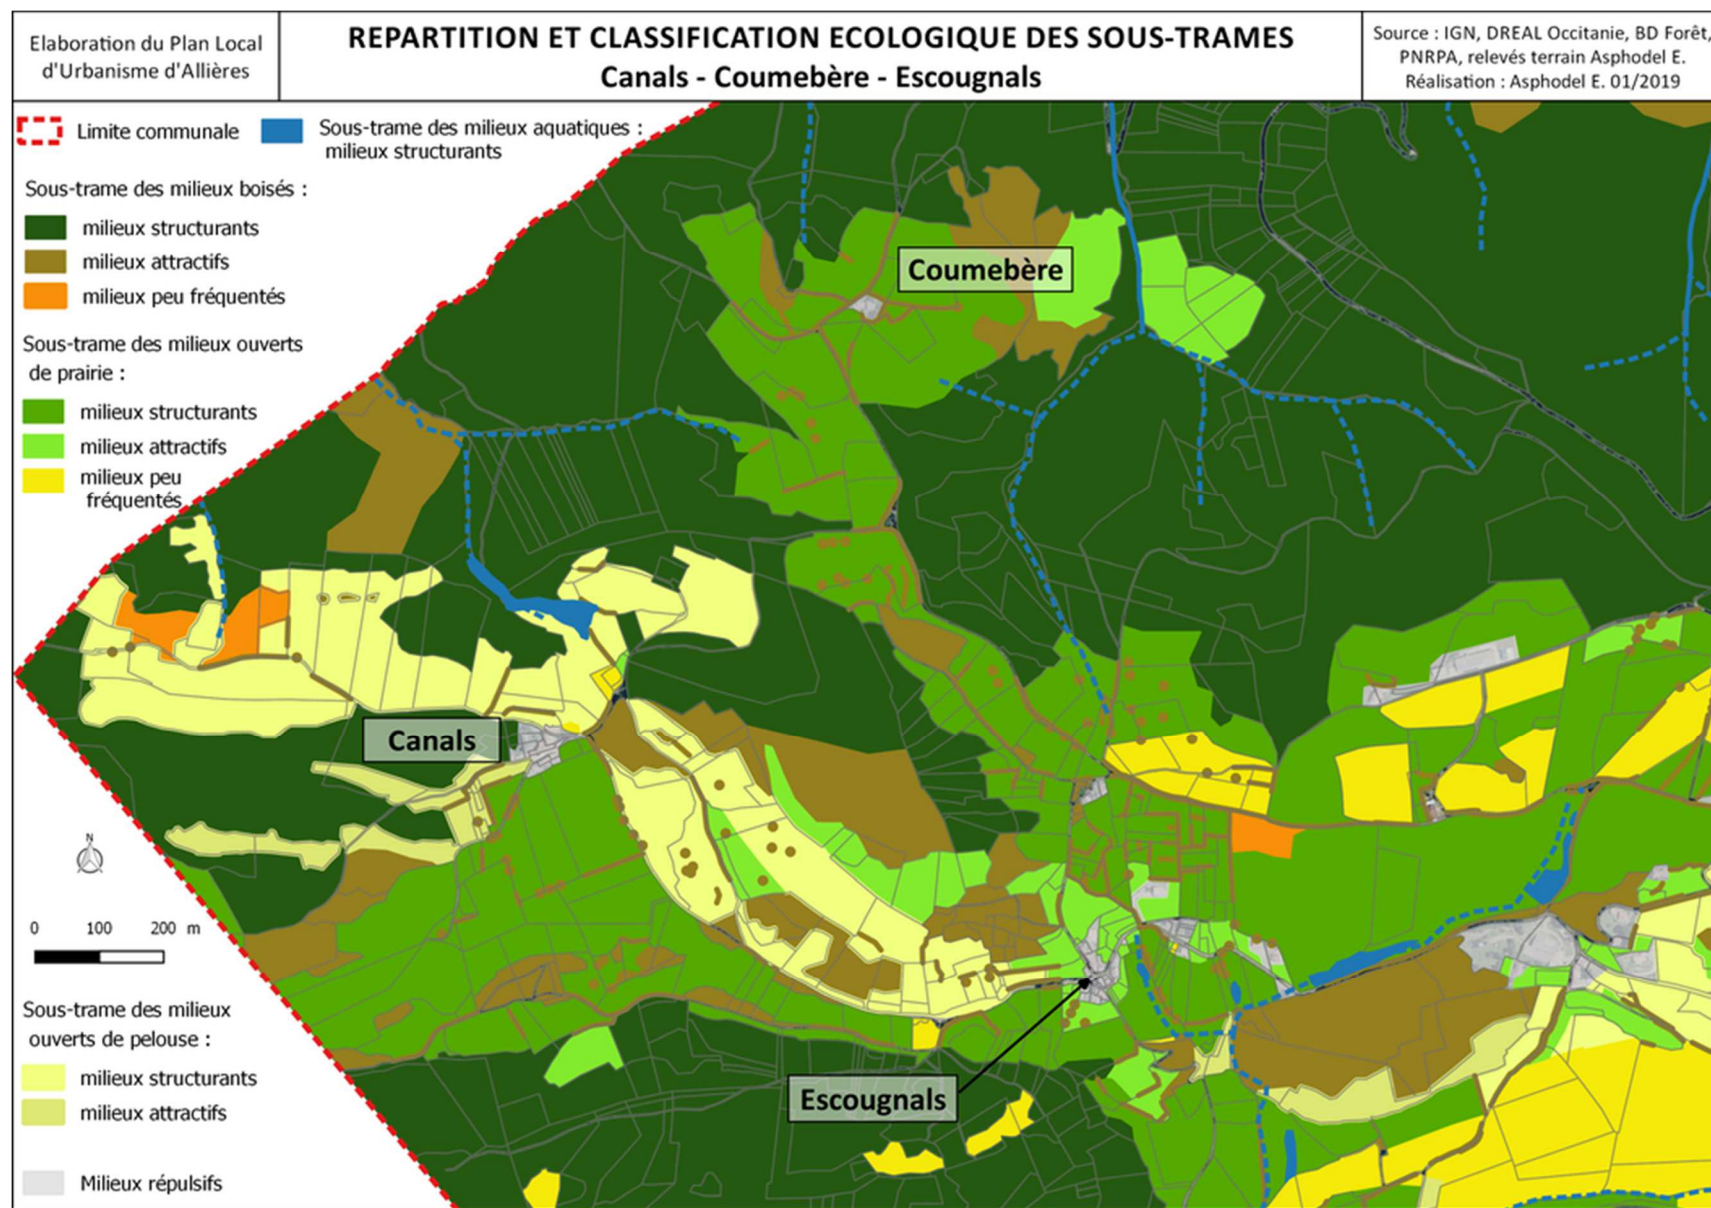 Elaboration du Plan Local
d'Urbanisme d'Allières
REPARTITION ET CLASSIFICATION ECOLOGIQUE DES SOUS-TRAMES
Canals - Coumebère - Escougnals
Source : IGN, DREAL Occitanie, BD Forêt,
PNRPA, relevés terrain Asphodel E.
Réalisation : Asphodel E. 01/2019
Limite communale
Sous-trame des milieux aquatiques :
milieux structurants
Sous-trame des milieux boisés :
milieux structurants
milieux attractifs
milieux peu fréquentés
Sous-trame des milieux ouverts
de prairie :
milieux structurants
milieux attractifs
milieux peu
fréquentés
Coumebère
Canals
N
0 100 200 m
Escougnals
Sous-trame des milieux
ouverts de pelouse :
milieux structurants
milieux attractifs
Milieux répulsifs